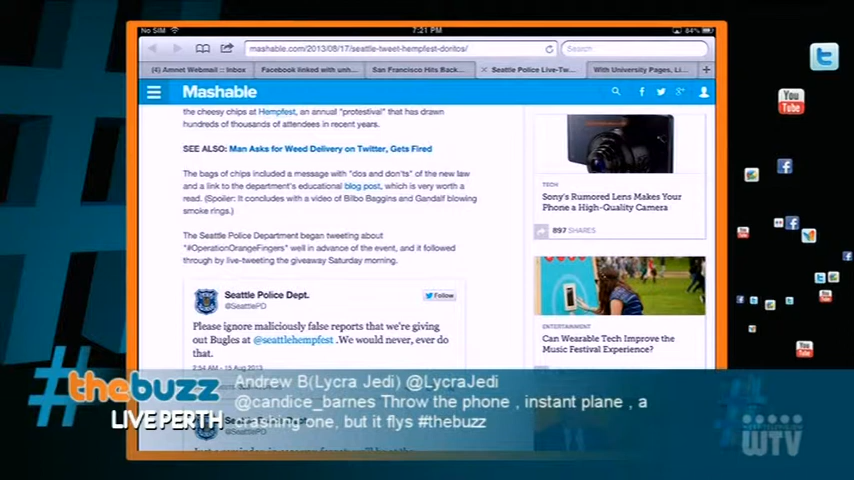 No SIM
7:21 PM
84%
mashable.com/2013/08/17/seattle-tweet-hempfest-doritos/
Search
(4) Amnet Webmail :: Inbox
Facebook linked with unh...
San Francisco Hits Back...
Seattle Police Live-Tw...
With University Pages, Li...
Mashable
the cheesy chips at Hempfest, an annual "protestival" that has drawn
hundreds of thousands of attendees in recent years.
SEE ALSO: Man Asks for Weed Delivery on Twitter, Gets Fired
The bags of chips included a message with "dos and don'ts" of the new law
and a link to the department's educational blog post, which is very worth a
read. (Spoiler: It concludes with a video of Bilbo Baggins and Gandalf blowing
smoke rings.)
The Seattle Police Department began tweeting about
"#OperationOrangeFingers" well in advance of the event, and it followed
through by live-tweeting the giveaway Saturday morning.
Seattle Police Dept.
@SeattlePD
Follow
Please ignore maliciously false reports that we're giving
out Bugles at @seattlehempfest .We would never, ever do
that.
2:54 AM - 15 Aug 2013
TECH
Sony's Rumored Lens Makes Your
Phone a High-Quality Camera
897 SHARES
ENTERTAINMENT
Can Wearable Tech Improve the
Music Festival Experience?
You
Tube
#thebuzz
LIVE PERTH
Andrew B(Lycra Jedi) @LycraJedi
@candice_barnes Throw the phone , instant plane , a
crashing one, but it flys #thebuzz
WTV